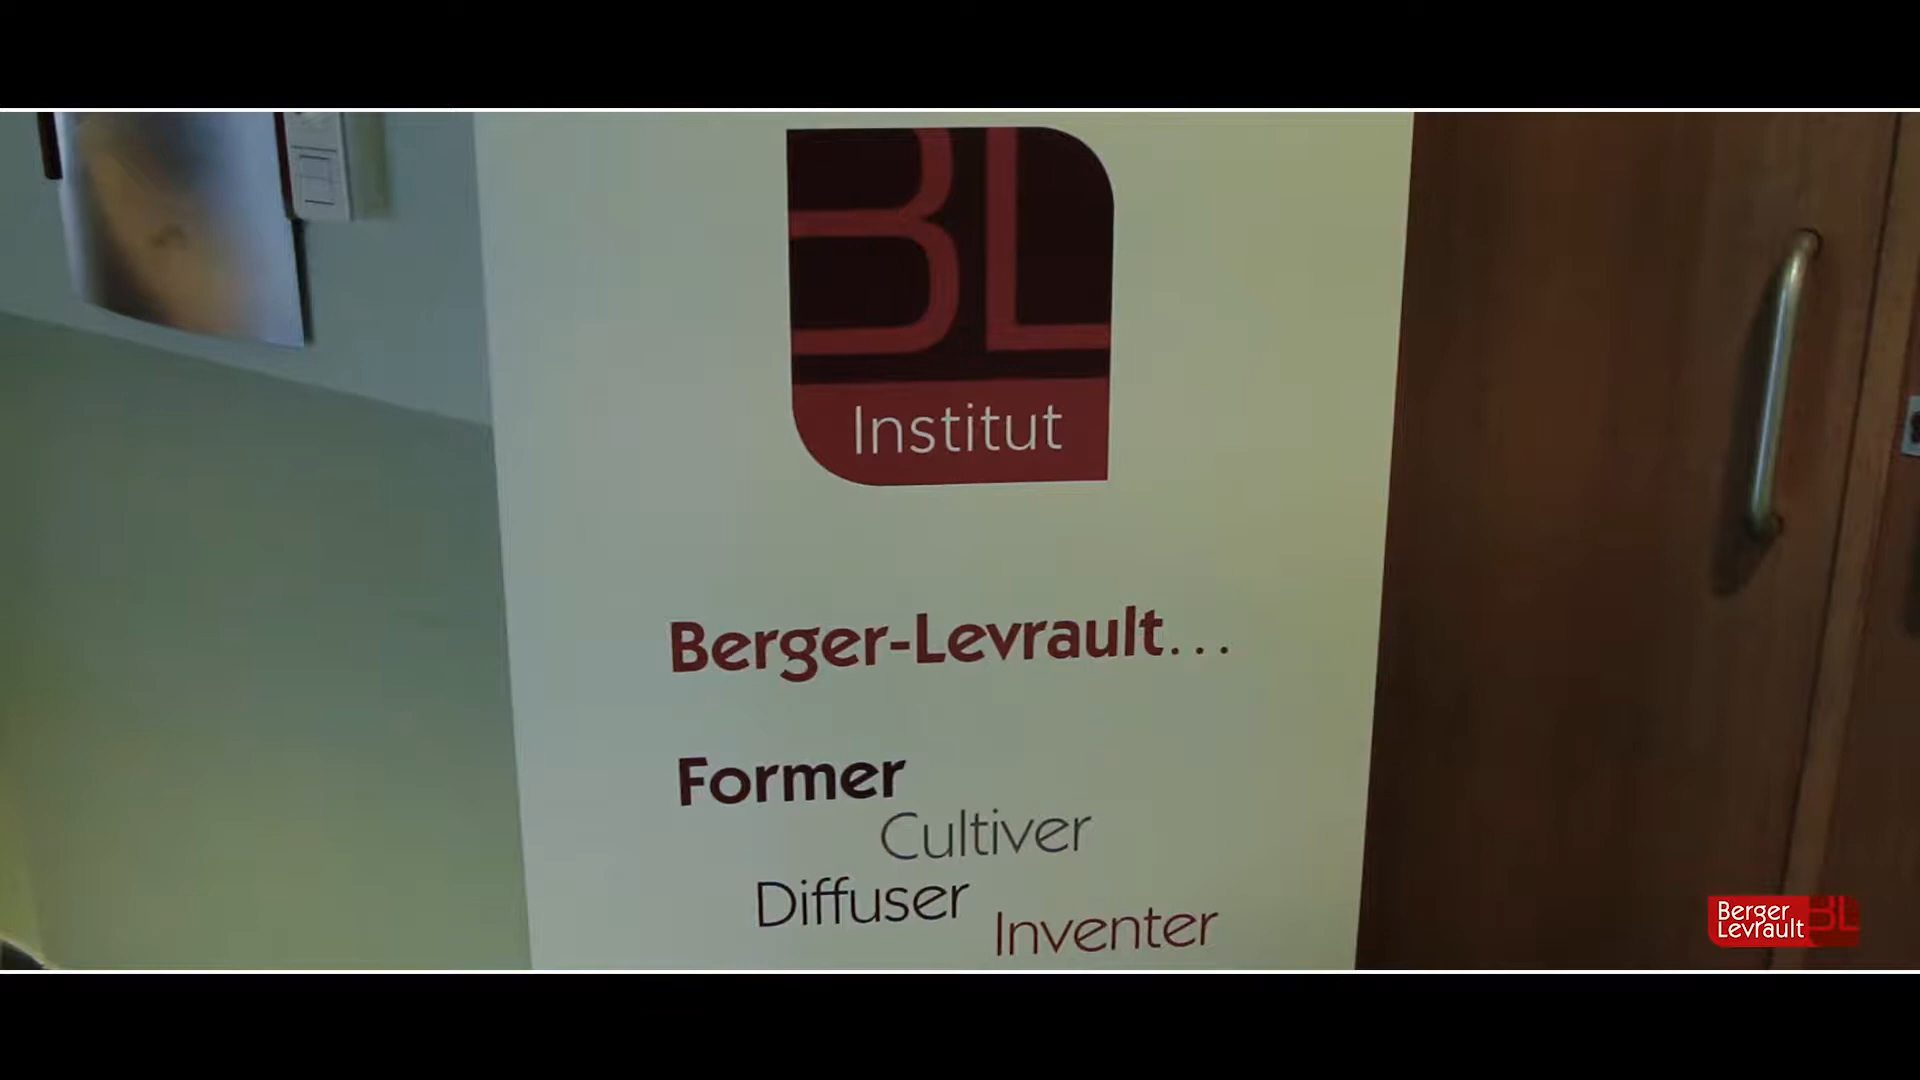 BL
Institut
Berger-Levrault...
Former
Cultiver
Diffuser
Inventer
Berger
Levrault
BL